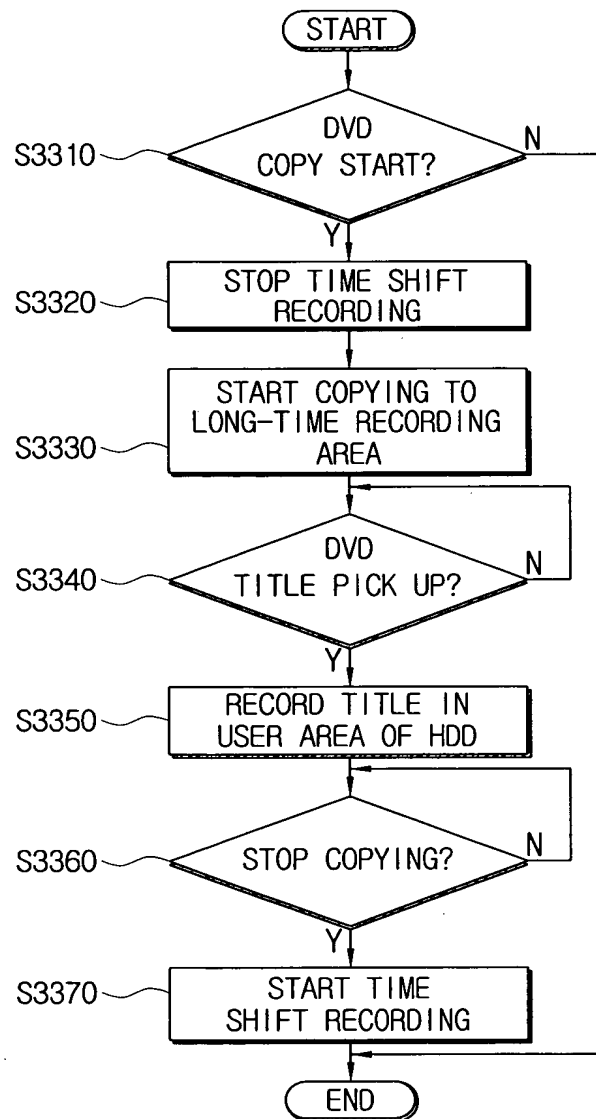 START
DVD
COPY START?
N
S3310
Y
STOP TIME SHIFT
RECORDING
S3320
START COPYING TO
LONG-TIME RECORDING
AREA
S3330
DVD
TITLE PICK UP?
N
S3340
Y
RECORD TITLE IN
USER AREA OF HDD
S3350
STOP COPYING?
N
S3360
Y
START TIME
SHIFT RECORDING
S3370
END